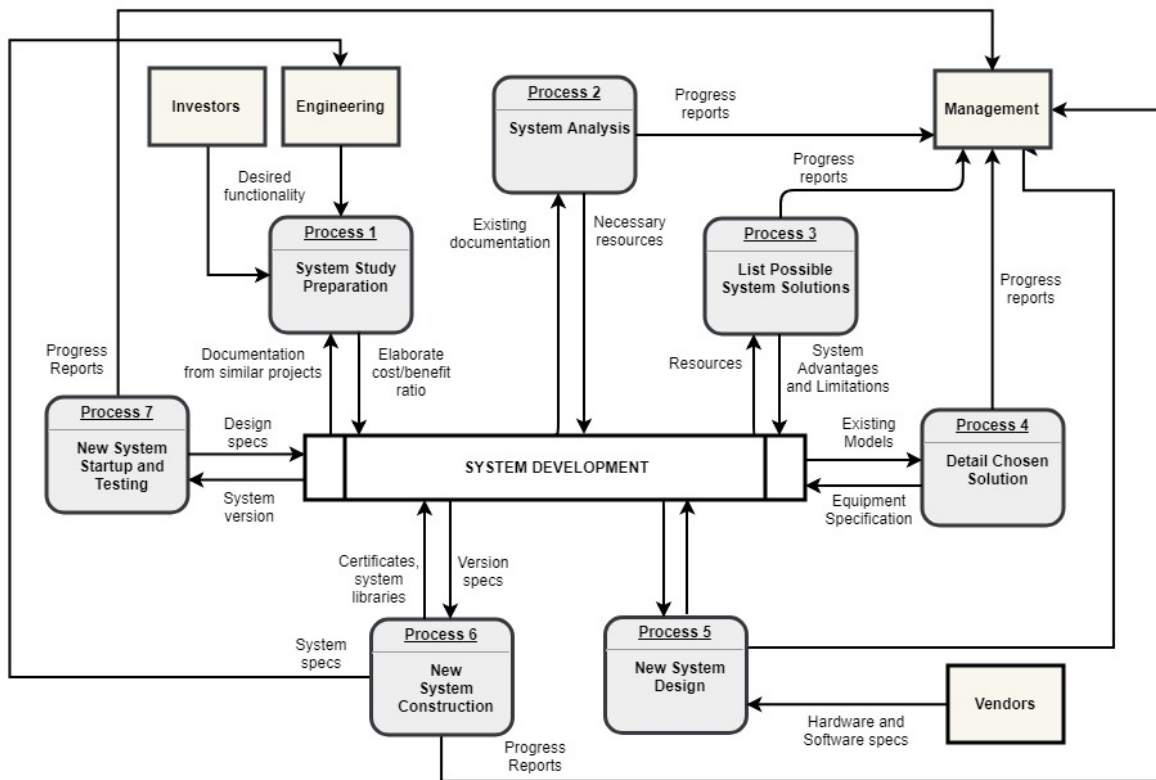 Investors
Engineering
Process 2
System Analysis
Progress
reports
Management
Desired
functionality
Progress
reports
Process 1
System Study
Preparation
Existing
documentation
Necessary
resources
Process 3
List Possible
System Solutions
Progress
reports
Progress
Reports
Documentation
from similar projects
Elaborate
cost/benefit
ratio
Resources
System
Advantages
and Limitations
Process 7
New System
Startup and
Testing
Design
specs
System
version
SYSTEM DEVELOPMENT
Existing
Models
Equipment
Specification
Process 4
Detail Chosen
Solution
Certificates,
system
libraries
Version
specs
System
specs
Process 6
New
System
Construction
Process 5
New System
Design
Vendors
Hardware and
Software specs
Progress
Reports